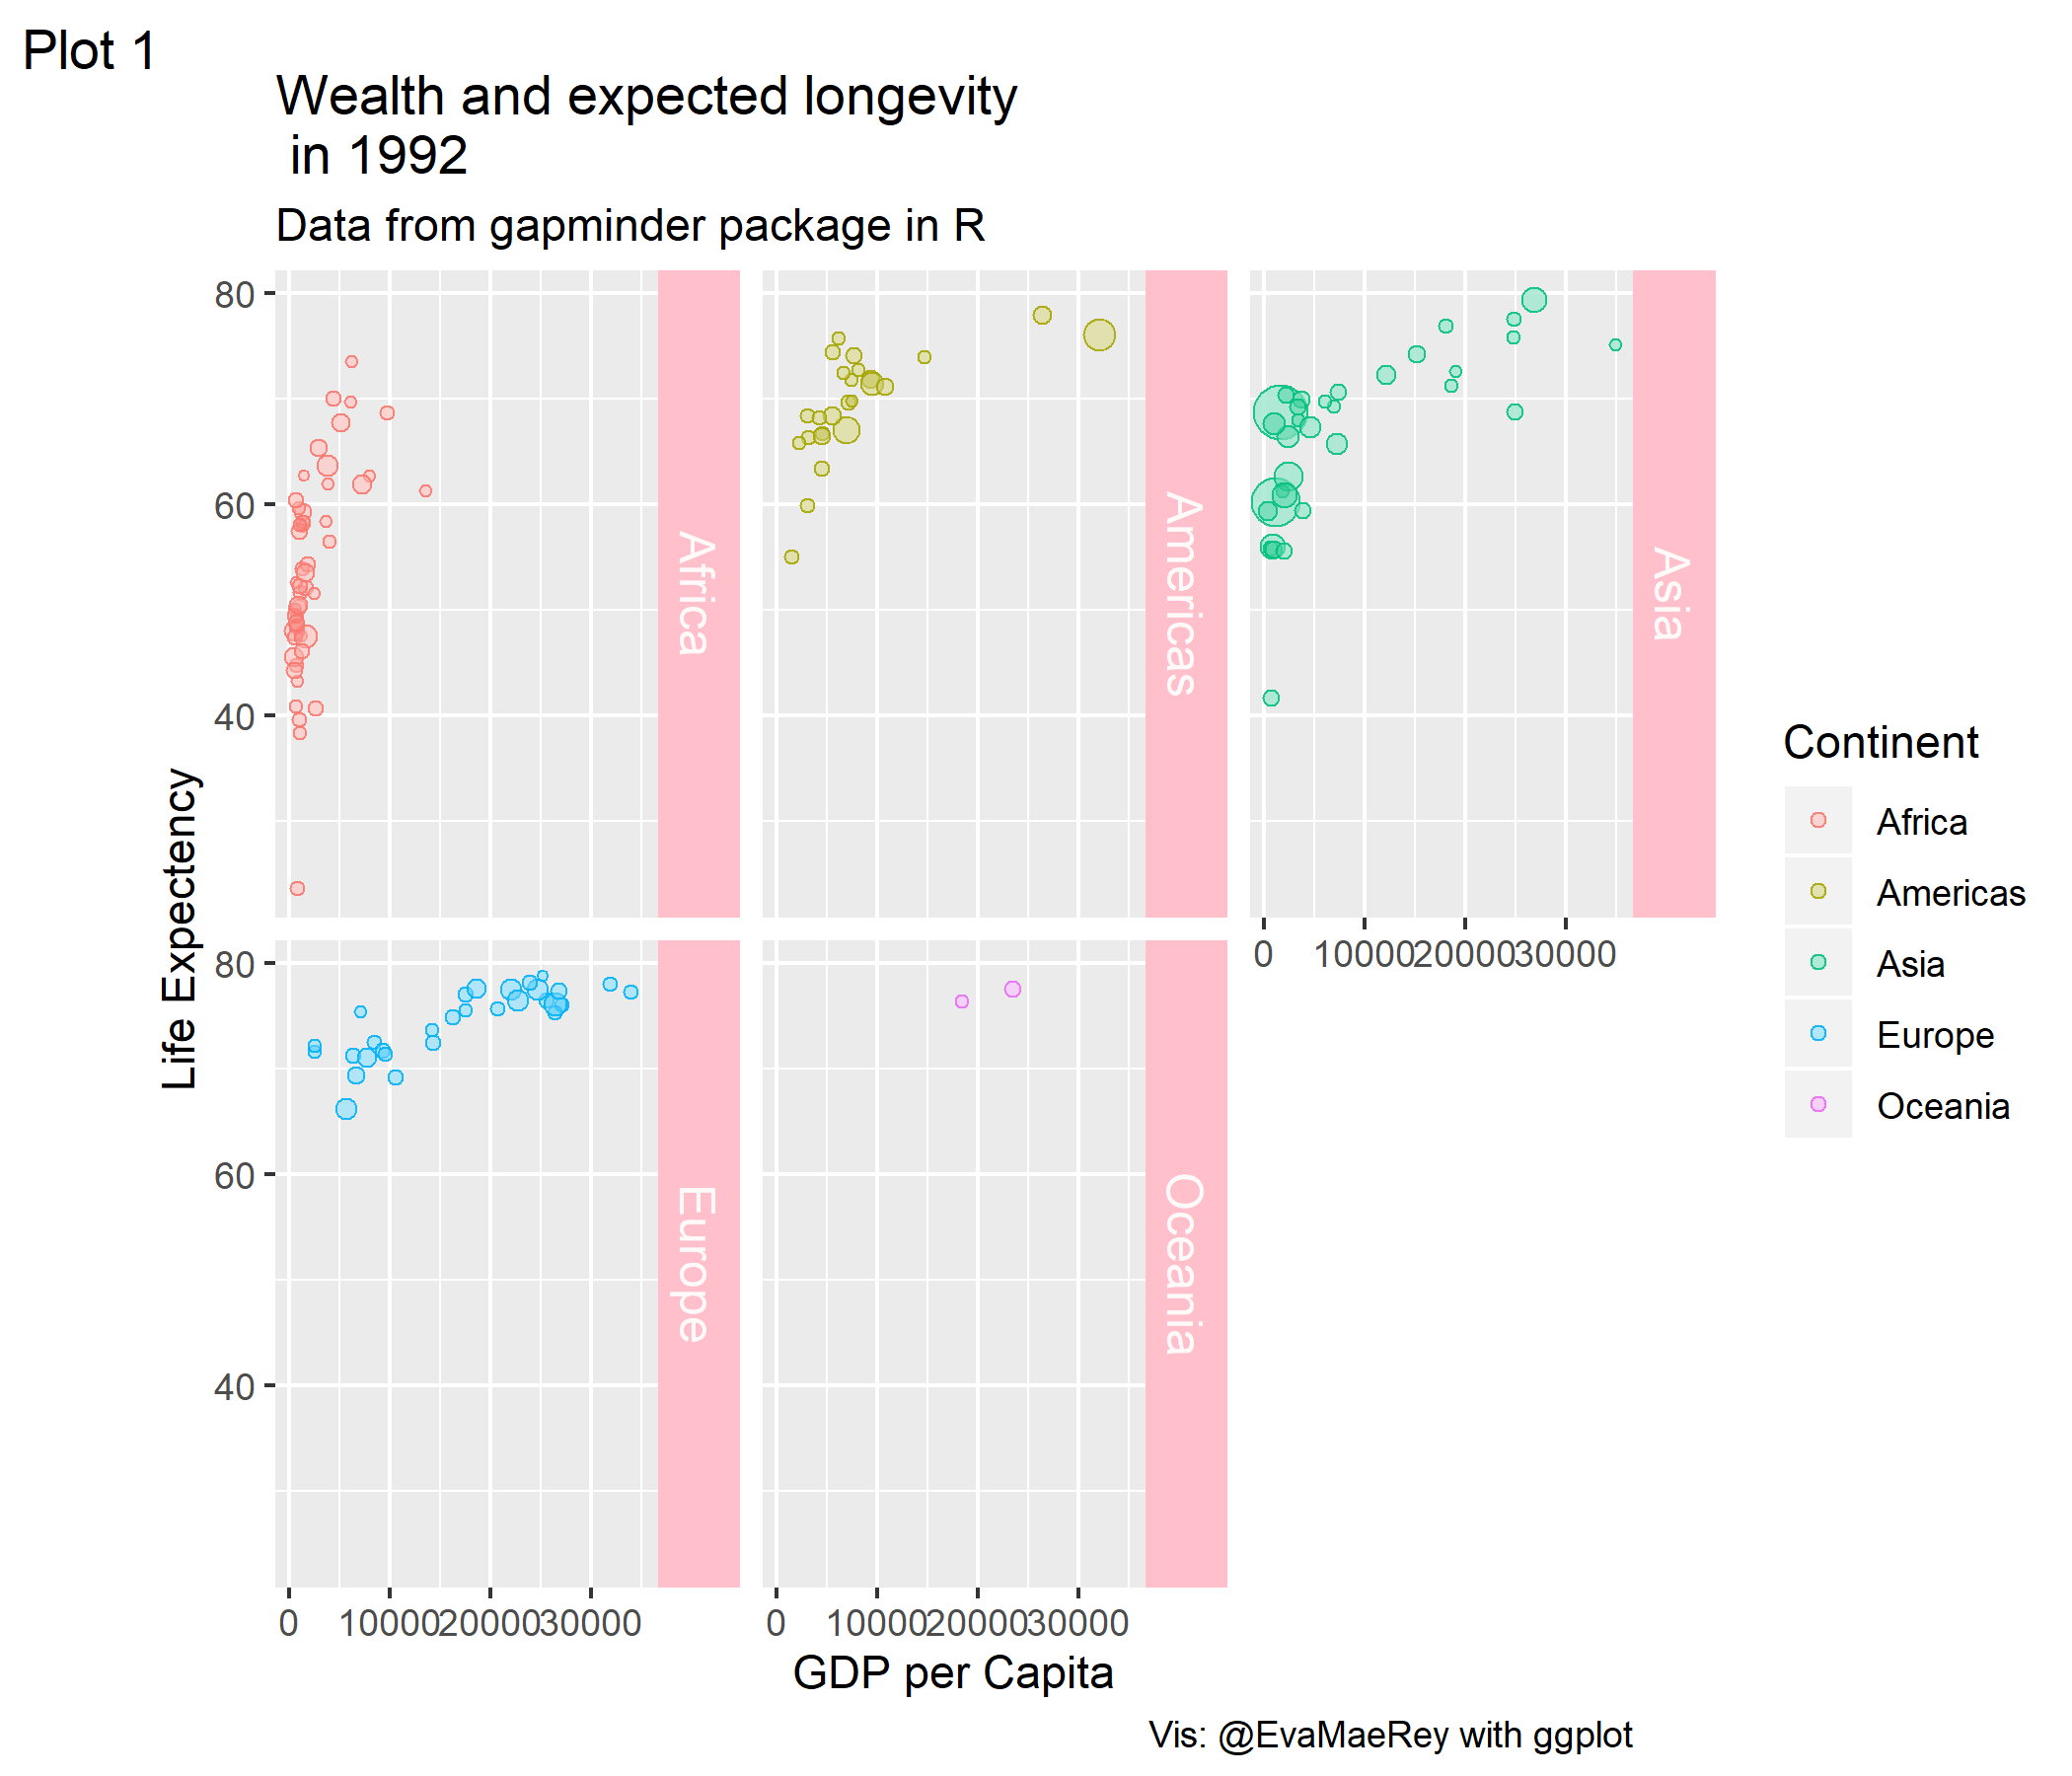 Plot 1
Wealth and expected longevity
in 1992
Data from gapminder package in R
80
60
40
Africa
Americas
Asia
0 10000 20000 30000
80
60
40
Europe
Oceania
0 10000 20000 30000
0 10000 20000 30000
Life Expectency
GDP per Capita
Continent
Africa
Americas
Asia
Europe
Oceania
Vis: @EvaMaeRey with ggplot